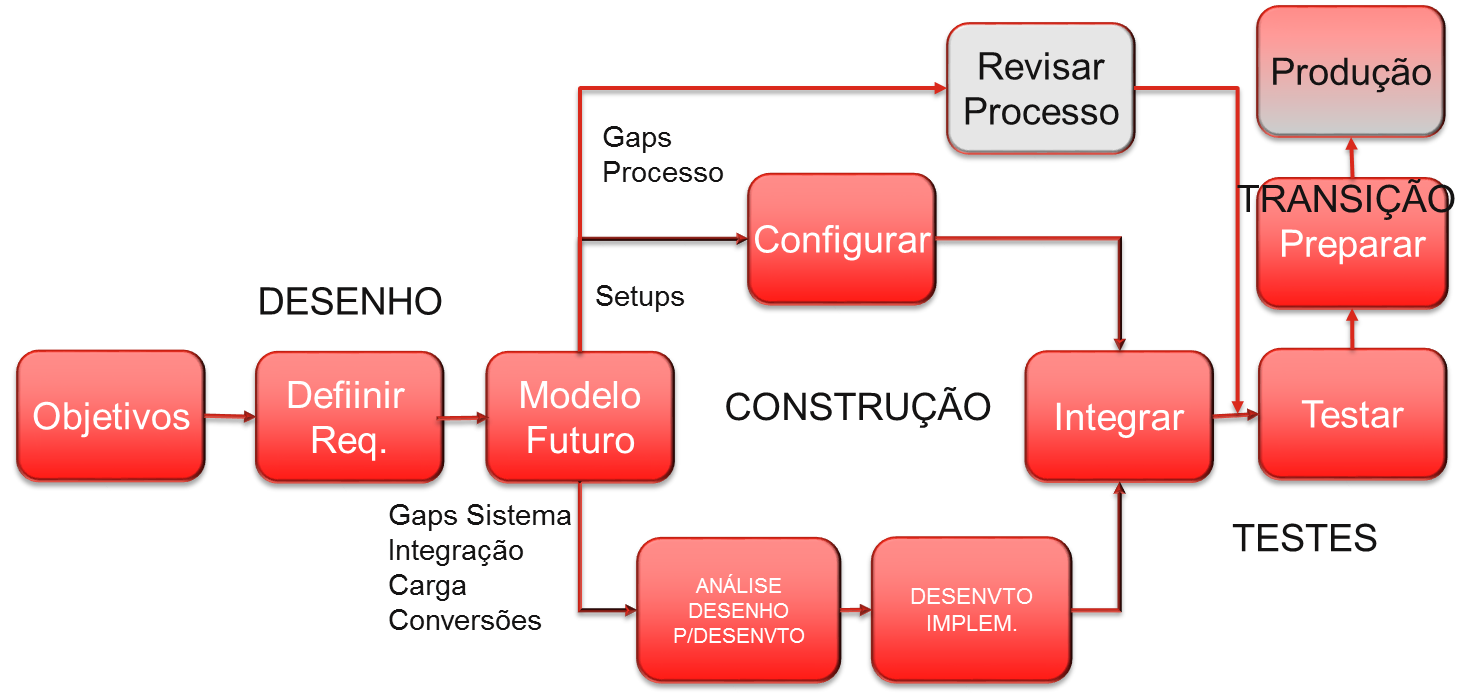 Revisar
Processo
Produção
Gaps
Processo
TRANSIÇÃO
Configurar
Preparar
DESENHO
Setups
Objetivos
Defiinir
Req.
Modelo
Futuro
CONSTRUÇÃO
Integrar
Testar
Gaps Sistema
Integração
Carga
Conversões
ANÁLISE
DESENHO
P/DESENVTO
DESENVTO
IMPLEM.
TESTES